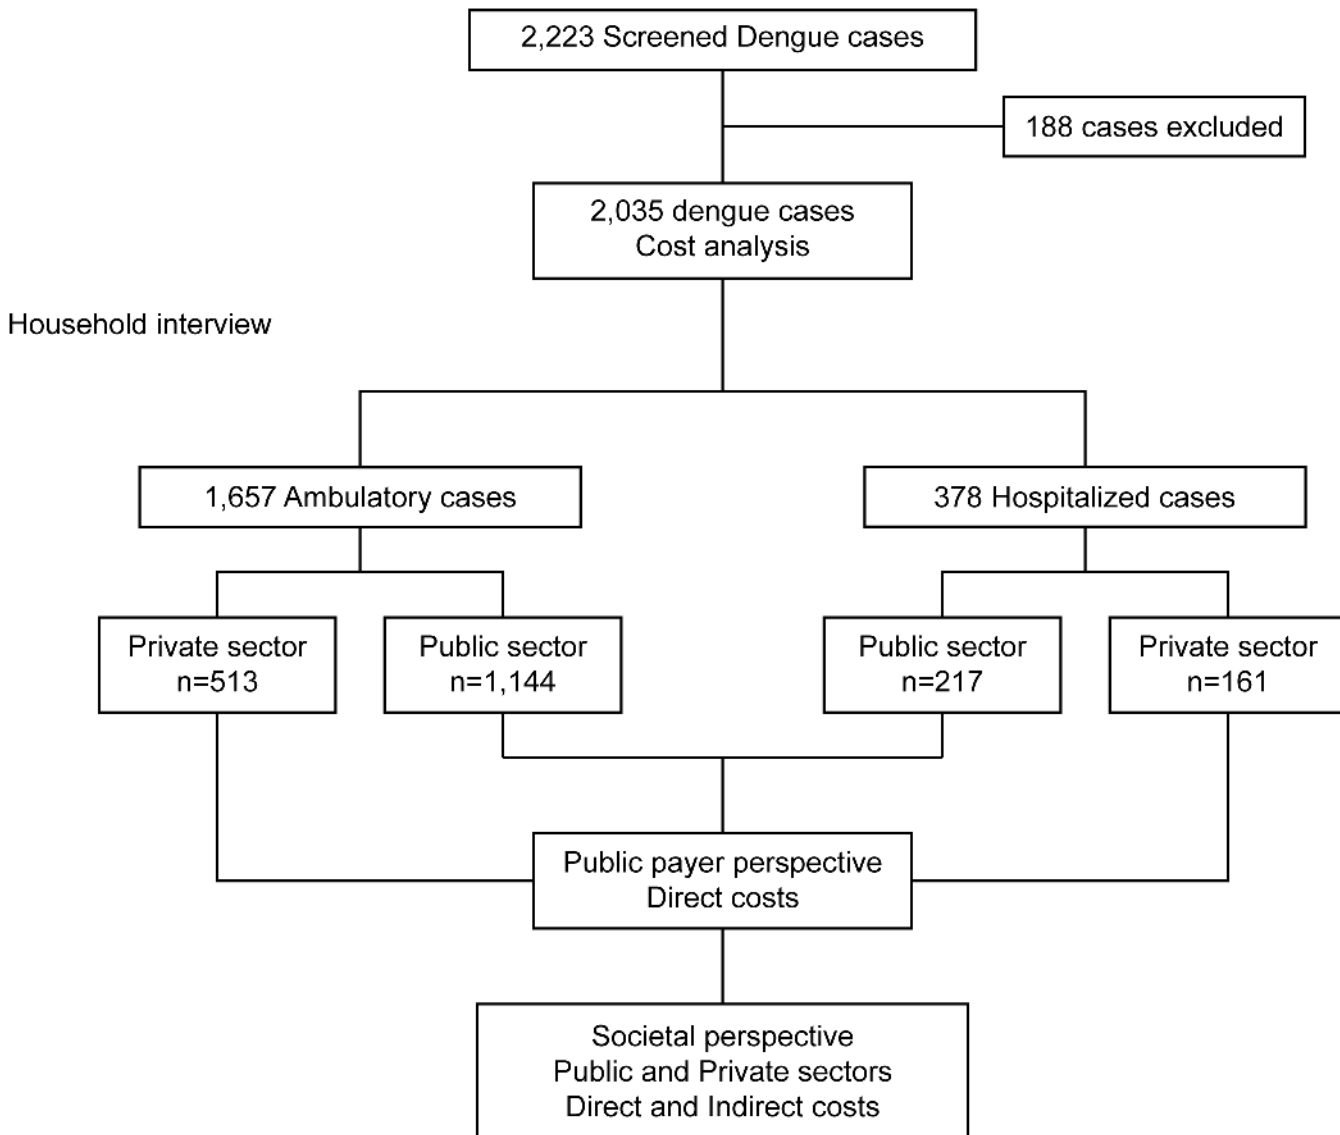 2,223 Screened Dengue cases
188 cases excluded
2,035 dengue cases
Cost analysis
Household interview
1,657 Ambulatory cases
378 Hospitalized cases
Private sector
n=513
Public sector
n=1,144
Public sector
n=217
Private sector
n=161
Public payer perspective
Direct costs
Societal perspective
Public and Private sectors
Direct and Indirect costs